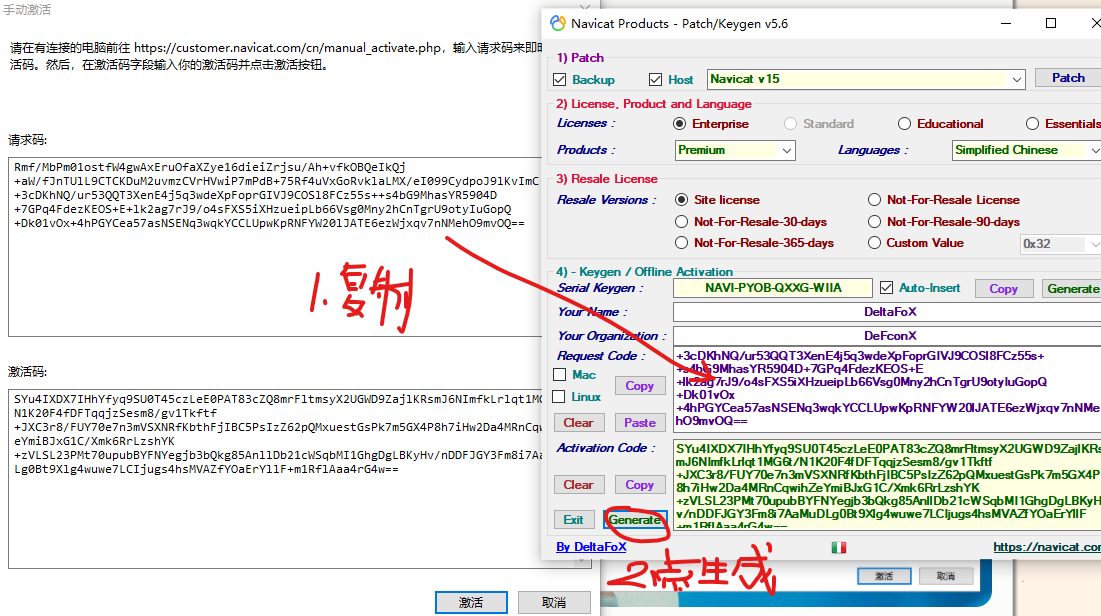 手动激活
请在有连接的电脑前往 https://customer.navicat.com/cn/manual_activate.php，输入请求码来即时
活码。然后，在激活码字段输入你的激活码并点击激活按钮。
请求码:
Rmf/MbPm01ostfW4gwAxEruOfaXZye16dieiZrjsu/Ah+vfkOBQeIkQj
+aW/fJnTUlL9CTCKDuM2uvmzCVrHVwiP7mPdB+75Rf4uVxGoRvklaLMX/eI099CydpoJ9lKvImC
+3cDKhNQ/ur53QQT3XenE4j5q3wdeXpFoprGIVJ9COSl8FCz55s++s4bG9MhasYR5904D
+7GPq4FdezKEOS+E+lk2ag7rJ9/o4sFXS5iXHzueipLb66Vsg0Mny2hCnTgrU9otyIuGopQ
+Dk01vOx+4hPGYCea57asNSENq3wqkYCCLUpwKpRNFYW20lJATE6ezWjxqv7nNMehO9mvOQ==
1.复制
激活码:
SYu4IXDX7IHhYfyq9SU0T45czLeE0PAT83cZQ8mrFltmsyX2UGWD9ZajlKRsmJ6NImfkLrlqt1MG
N1K20F4fDFTqqjzSesm8/gv1Tkftf
+JXC3r8/FUY70e7n3mVSXNRfKbthFjIBC5PsIzZ62pQMxuestGsPk7m5GX4P8h7iHw2Da4MRnCqw
eYmiBJxG1C/Xmk6RrLzshYK
+zVLSL23PMt70upubBYFNYegjb3bQkg85AnlIDb21cWSqbMI1GhgDgLBKyHv/nDDFJGY3Fm8i7Aa
Lg0Bt9Xlg4wuwe7LCIjugs4hsMVAZfYOaErYllF+m1RflAaa4rG4w==
激活
取消
Navicat Products - Patch/Keygen v5.6
1) Patch
Backup
Host
Navicat v15
Patch
2) License, Product and Language
Licenses :
Enterprise
Standard
Educational
Essentials
Products :
Premium
Languages :
Simplified Chinese
3) Resale License
Resale Versions :
Site license
Not-For-Resale License
Not-For-Resale-30-days
Not-For-Resale-90-days
Not-For-Resale-365-days
Custom Value
0x32
4) - Keygen / Offline Activation
Serial Keygen :
NAVI-PYOB-QXXG-WIIA
Auto-Insert
Copy
Generate
Your Name :
DeltaFoX
Your Organization :
DeFconX
Request Code :
Mac
Linux
Copy
Clear
Paste
+3cDKhNQ/ur53QQT3XenE4j5q3wdeXpFoprGIVJ9COSl8FCz55s+
+s4bG9MhasYR5904D+7GPq4FdezKEOS+E
+lk2ag7rJ9/o4sFXS5iXHzueipLb66Vsg0Mny2hCnTgrU9otyIuGopQ
+Dk01vOx
+4hPGYCea57asNSENq3wqkYCCLUpwKpRNFYW20lJATE6ezWjxqv7nNMe
hO9mvOQ==
Activation Code :
Clear
Copy
SYu4IXDX7IHhYfyq9SU0T45czLeE0PAT83cZQ8mrFltmsyX2UGWD9ZajlKRs
mJ6NImfkLrlqt1MG6t/N1K20F4fDFTqqjzSesm8/gv1Tkftf
+JXC3r8/FUY70e7n3mVSXNRfKbthFjIBC5PsIzZ62pQMxuestGsPk7m5GX4P
8h7iHw2Da4MRnCqwihZeYmiBJxG1C/Xmk6RrLzshYK
+zVLSL23PMt70upubBYFNYegjb3bQkg85AnlIDb21cWSqbMI1GhgDgLBKyH
v/nDDFJGY3Fm8i7AaMuDLg0Bt9Xlg4wuwe7LCIjugs4hsMVAZfYOaErYllF
+m1RflAaa4rG4w==
Exit
Generate
By DeltaFoX
https://navicat.com
2点生成
激活
取消